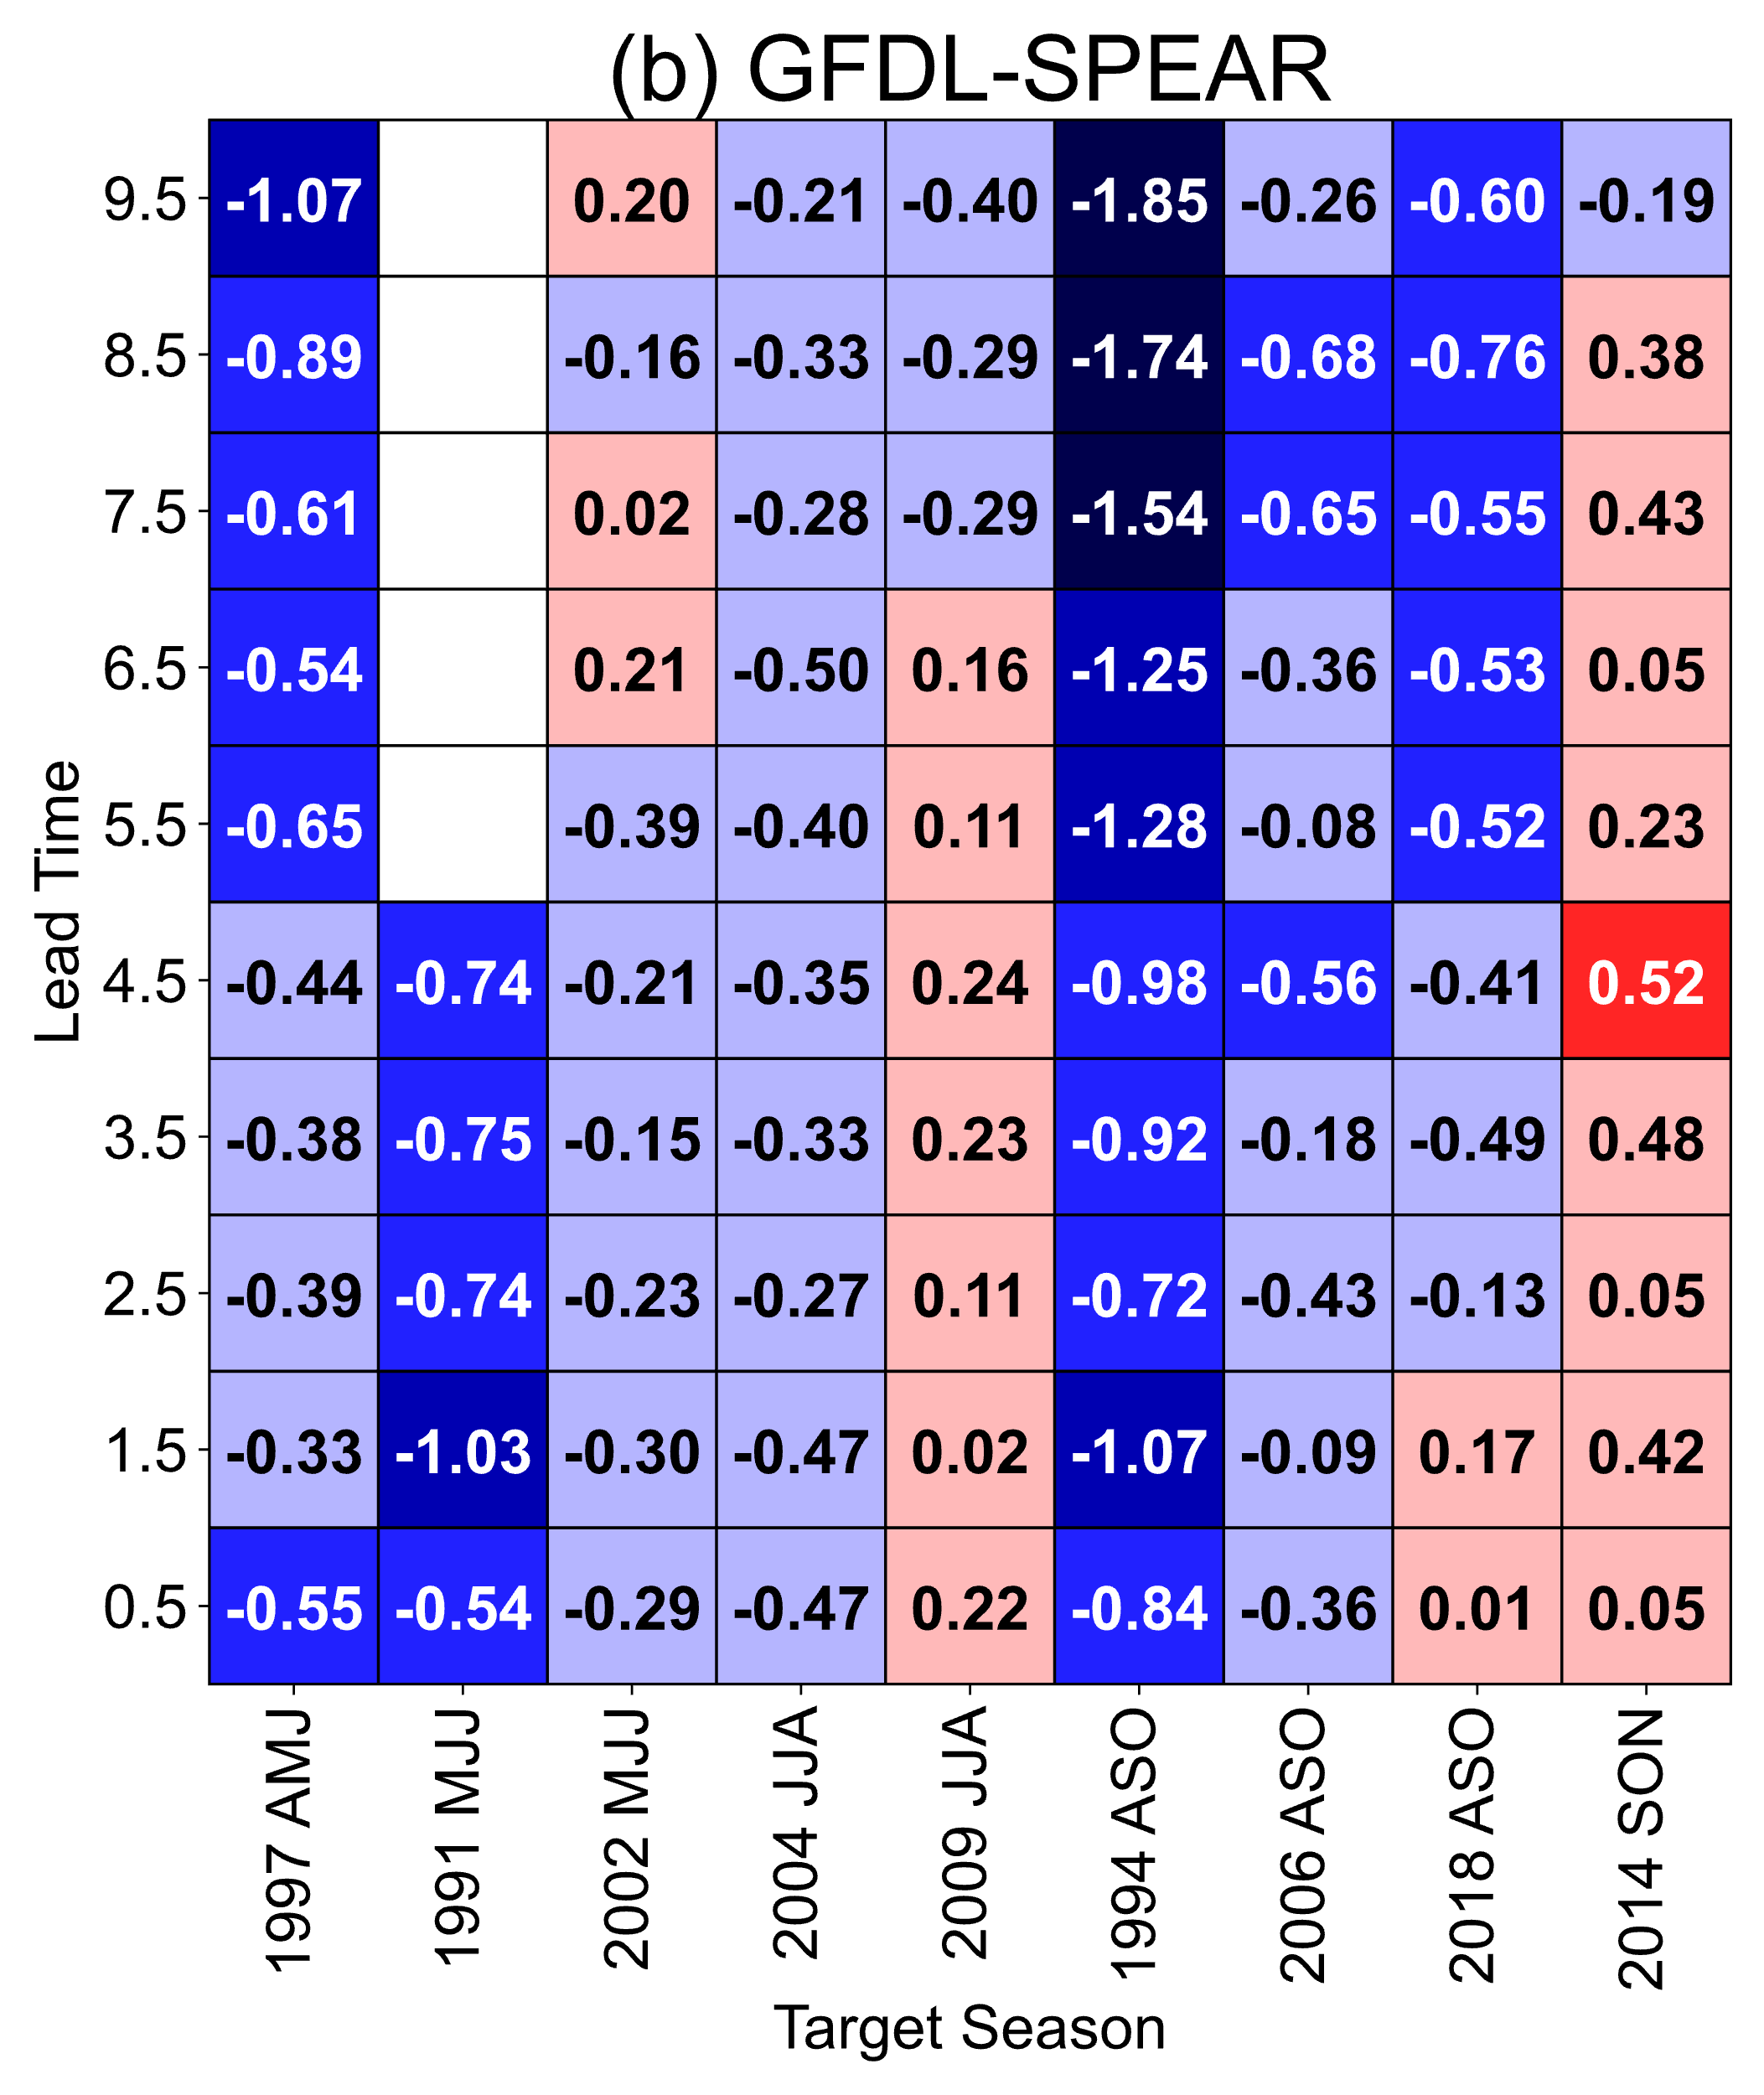 (b) GFDL-SPEAR
9.5 -1.07 0.20 -0.21 -0.40 -1.85 -0.26 -0.60 -0.19
8.5 -0.89 -0.16 -0.33 -0.29 -1.74 -0.68 -0.76 0.38
7.5 -0.61 0.02 -0.28 -0.29 -1.54 -0.65 -0.55 0.43
6.5 -0.54 0.21 -0.50 0.16 -1.25 -0.36 -0.53 0.05
5.5 -0.65 -0.39 -0.40 0.11 -1.28 -0.08 -0.52 0.23
4.5 -0.44 -0.74 -0.21 -0.35 0.24 -0.98 -0.56 -0.41 0.52
3.5 -0.38 -0.75 -0.15 -0.33 0.23 -0.92 -0.18 -0.49 0.48
2.5 -0.39 -0.74 -0.23 -0.27 0.11 -0.72 -0.43 -0.13 0.05
1.5 -0.33 -1.03 -0.30 -0.47 0.02 -1.07 -0.09 0.17 0.42
0.5 -0.55 -0.54 -0.29 -0.47 0.22 -0.84 -0.36 0.01 0.05
Lead Time
1997 AMJ
1991 MJJ
2002 MJJ
2004 JJA
2009 JJA
1994 ASO
2006 ASO
2018 ASO
2014 SON
Target Season